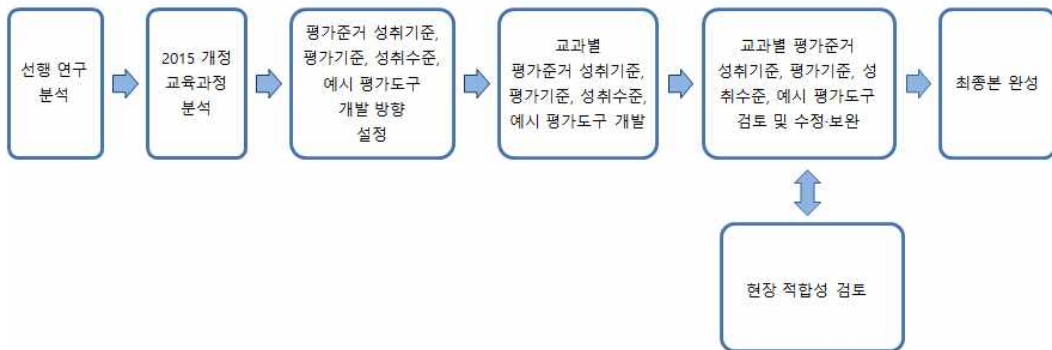 선행 연구
분석
2015 개정
교육과정
분석
평가준거 성취기준,
평가기준, 성취수준,
예시 평가도구
개발 방향
설정
교과별
평가준거 성취기준,
평가기준, 성취수준,
예시 평가도구 개발
교과별 평가준거
성취기준, 평가기준, 성
취수준, 예시 평가도구
검토 및 수정·보완
최종본 완성
현장 적합성 검토